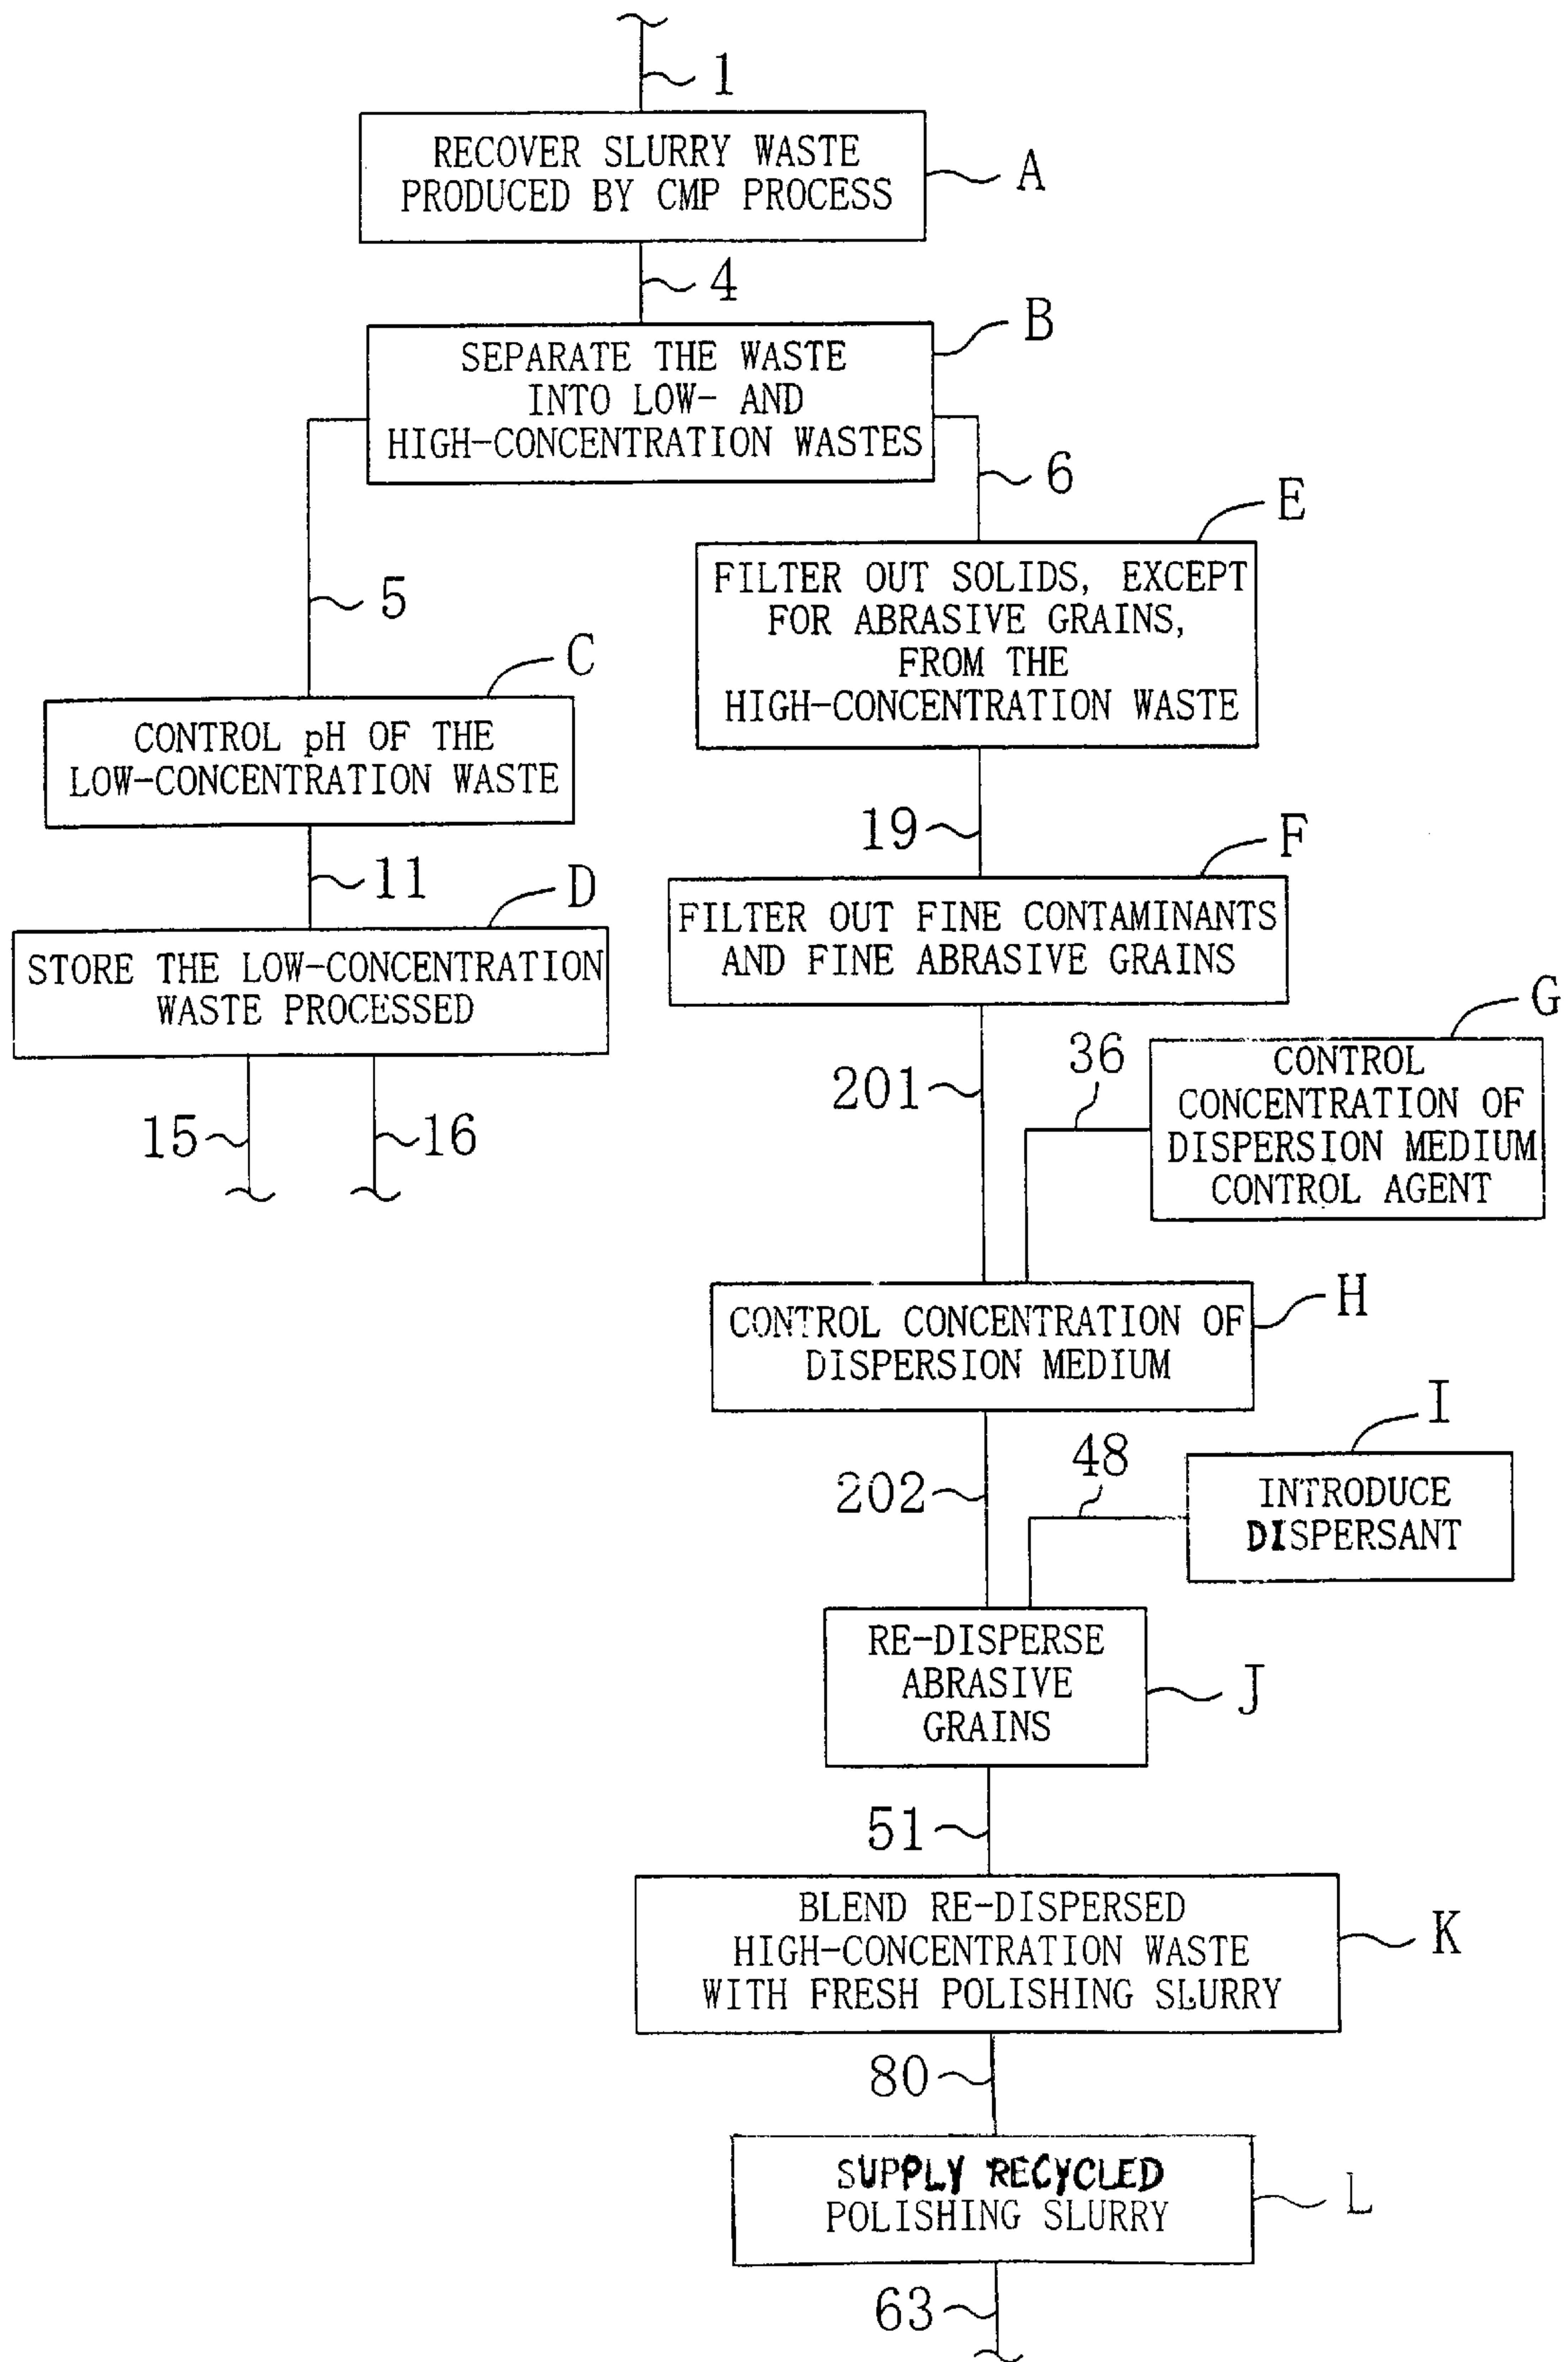 1
RECOVER SLURRY WASTE
PRODUCED BY CMP PROCESS
A
4
B
SEPARATE THE WASTE
INTO LOW- AND
HIGH-CONCENTRATION WASTES
6
E
5
FILTER OUT SOLIDS, EXCEPT
FOR ABRASIVE GRAINS,
FROM THE
HIGH-CONCENTRATION WASTE
C
CONTROL pH OF THE
LOW-CONCENTRATION WASTE
19
F
11
D
FILTER OUT FINE CONTAMINANTS
AND FINE ABRASIVE GRAINS
STORE THE LOW-CONCENTRATION
WASTE PROCESSED
G
15
16
201
36
CONTROL
CONCENTRATION OF
DISPERSION MEDIUM
CONTROL AGENT
H
CONTROL CONCENTRATION OF
DISPERSION MEDIUM
I
202
48
INTRODUCE
DISPERSANT
RE-DISPERSE
ABRASIVE
GRAINS
J
51
BLEND RE-DISPERSED
HIGH-CONCENTRATION WASTE
WITH FRESH POLISHING SLURRY
K
80
SUPPLY RECYCLED
POLISHING SLURRY
L
63